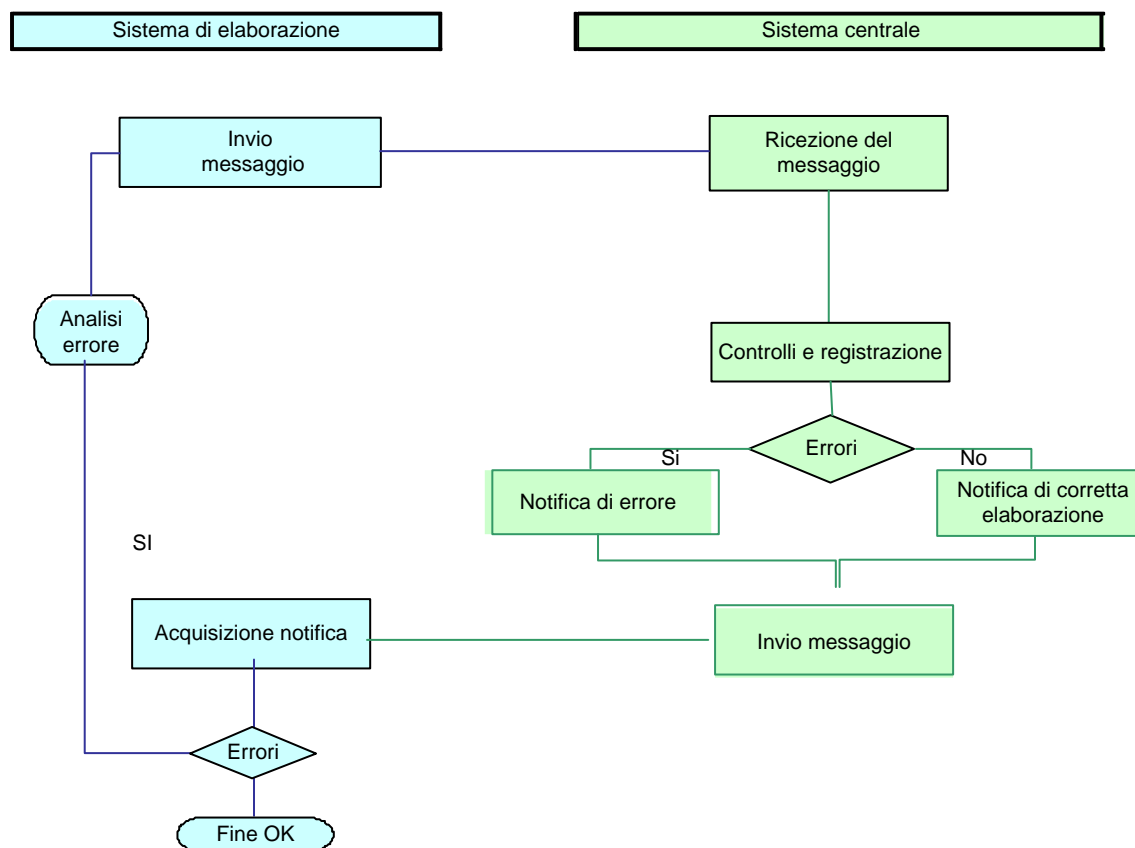 Sistema di elaborazione
Sistema centrale
Invio
messaggio
Ricezione del
messaggio
Analisi
errore
Controlli e registrazione
Errori
Si
No
Notifica di errore
Notifica di corretta
elaborazione
SI
Acquisizione notifica
Invio messaggio
Errori
Fine OK